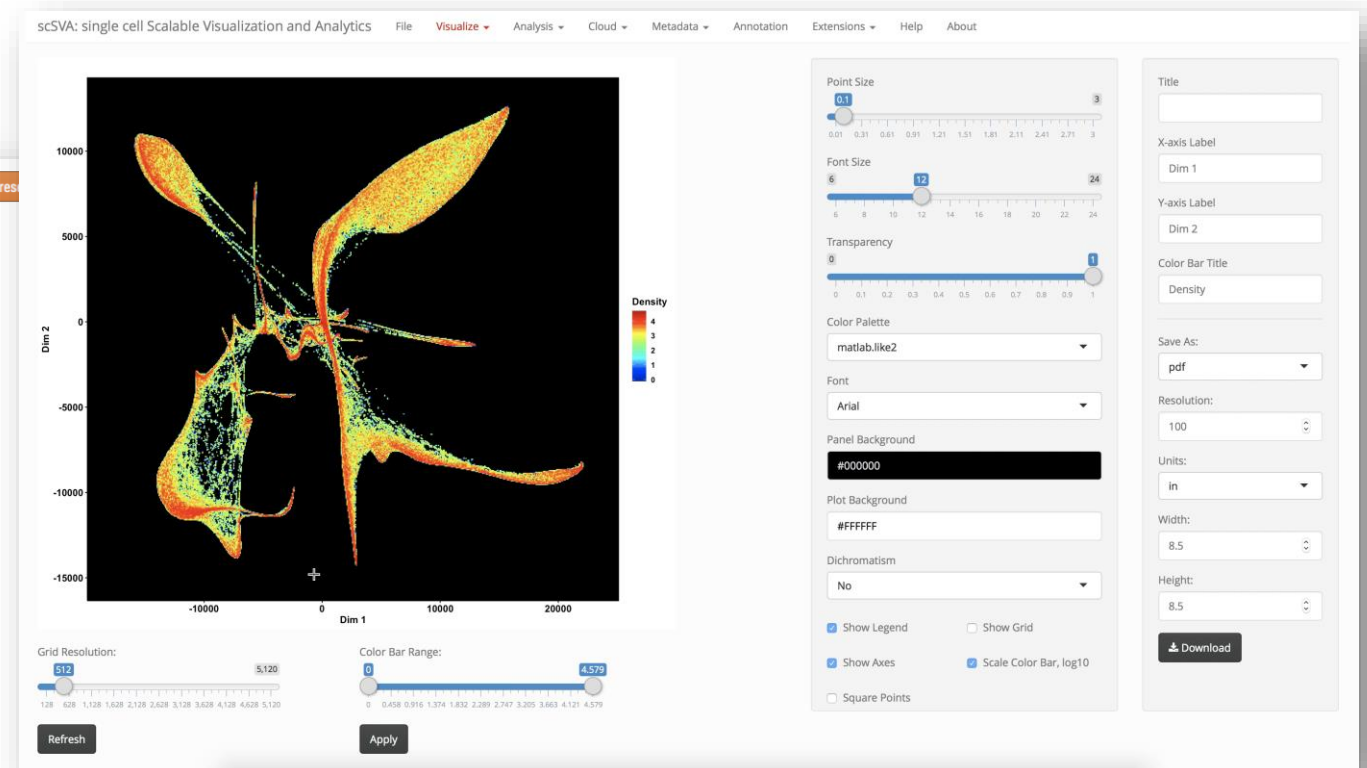 scSVA: single cell Scalable Visualization and Analytics File Visualize Analysis Cloud Metadata Annotation Extensions Help About
10000
5000
0
-5000
-10000
-15000
Dim 2
-10000 0 10000 20000
Dim 1
Density
4
3
2
1
0
Grid Resolution:
512 5,120
128 628 1,128 1,628 2,128 2,628 3,128 3,628 4,128 4,628 5,120
Refresh
Color Bar Range:
0 4.579
0 0.458 0.916 1.374 1.832 2.289 2.747 3.205 3.663 4.121 4.579
Apply
Point Size
0.1 3
0.01 0.31 0.61 0.91 1.21 1.51 1.81 2.11 2.41 2.71 3
Font Size
6 12 24
6 8 10 12 14 16 18 20 22 24
Transparency
0 1
0 0.1 0.2 0.3 0.4 0.5 0.6 0.7 0.8 0.9 1
Color Palette
matlab.like2
Font
Arial
Panel Background
#000000
Plot Background
#FFFFFF
Dichromatism
No
Show Legend Show Grid
Show Axes Scale Color Bar, log10
Square Points
Title
X-axis Label
Dim 1
Y-axis Label
Dim 2
Color Bar Title
Density
Save As:
pdf
Resolution:
100
Units:
in
Width:
8.5
Height:
8.5
Download